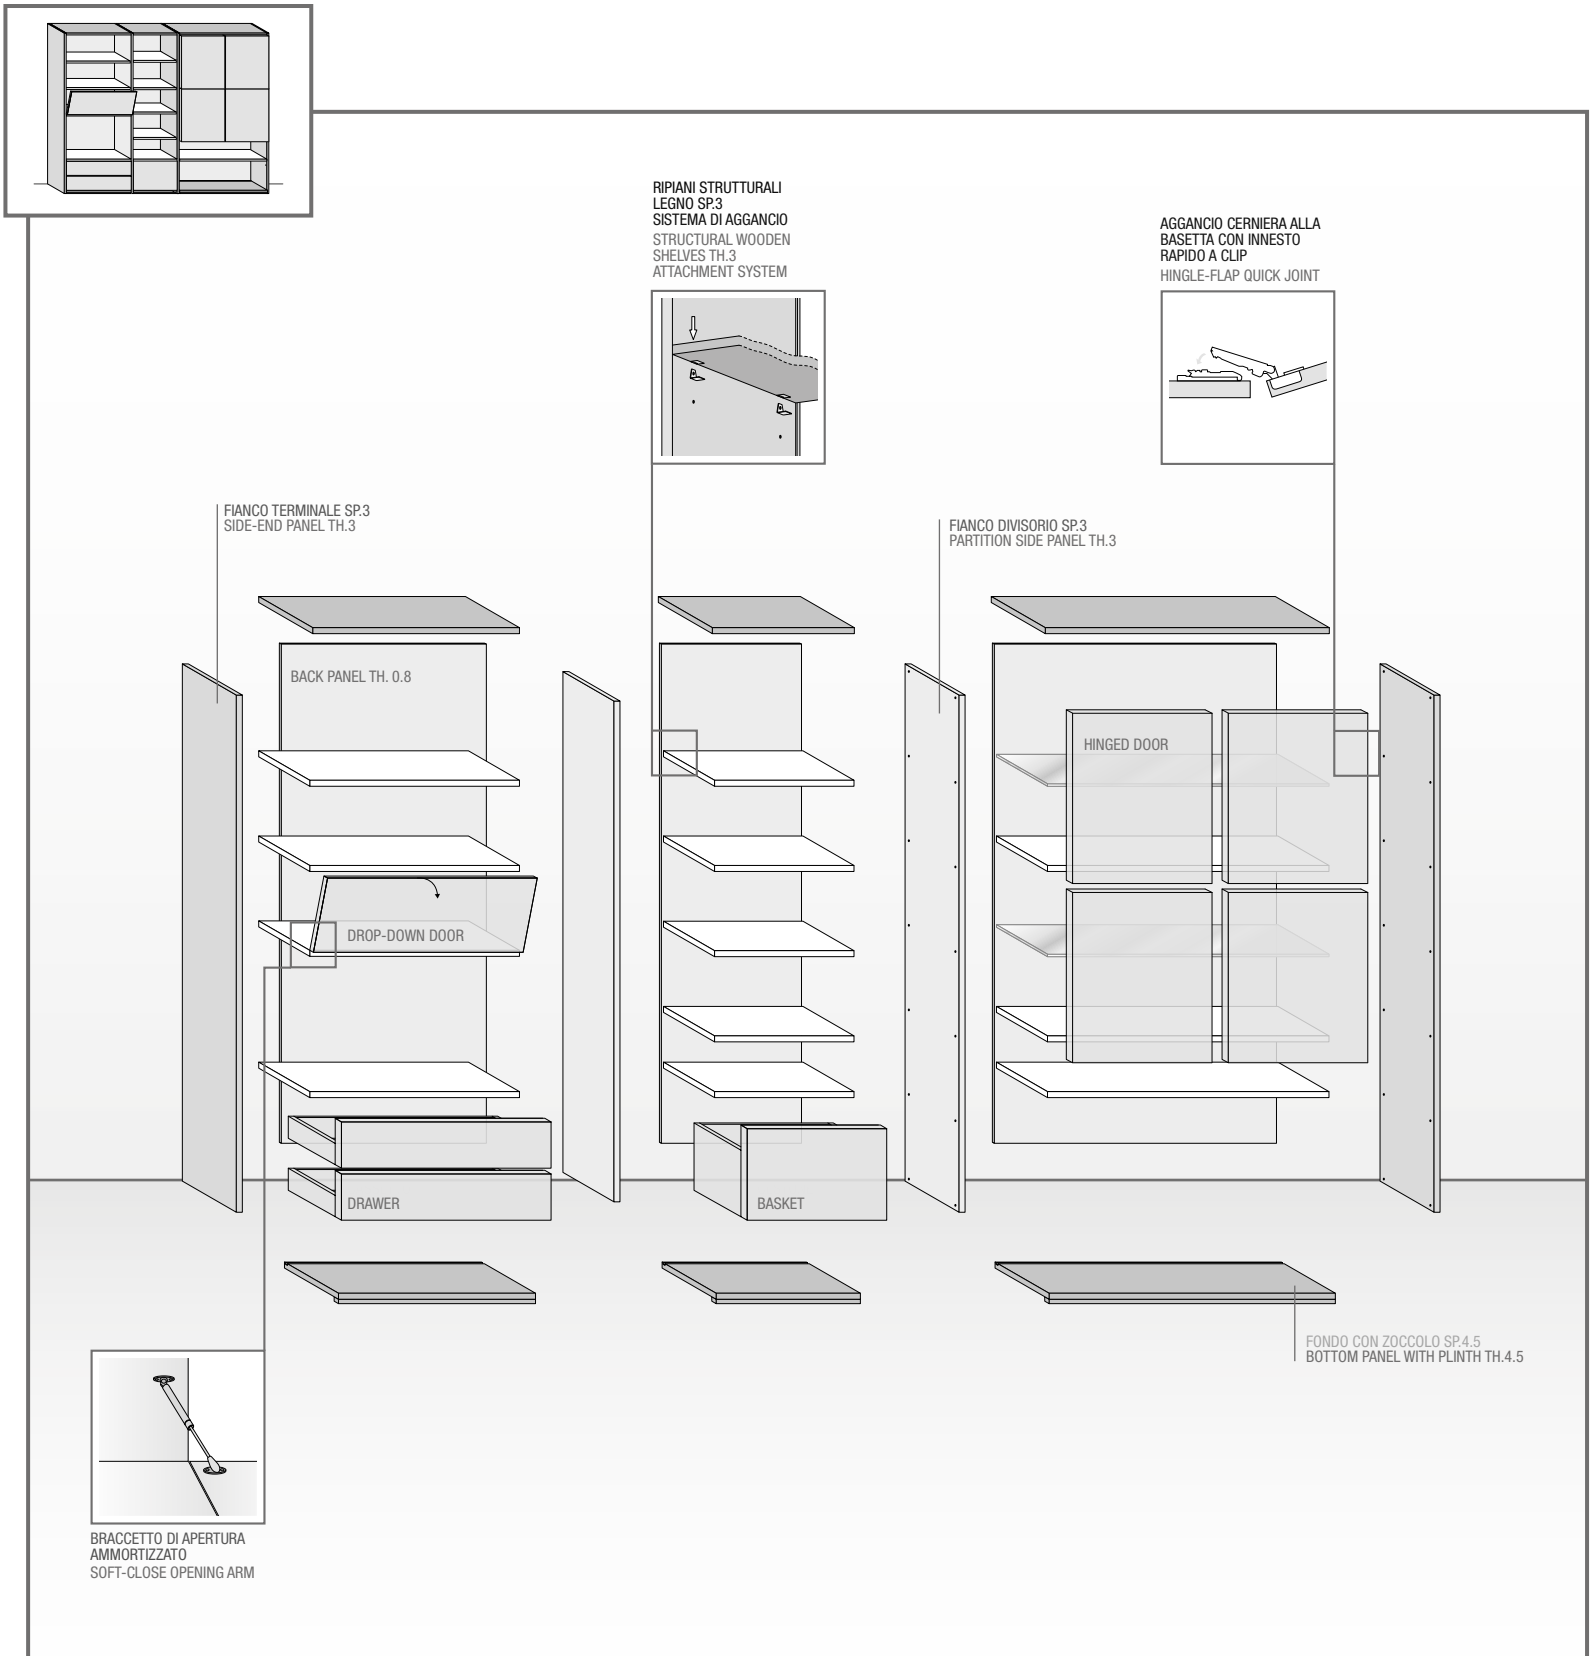 RIPIANI STRUTTURALI
LEGNO SP.3
SISTEMA DI AGGANCIO
STRUCTURAL WOODEN
SHELVES TH.3
ATTACHMENT SYSTEM
AGGANCIO CERNIERA ALLA
BASETTA CON INNESTO
RAPIDO A CLIP
HINGLE-FLAP QUICK JOINT
FIANCO TERMINALE SP.3
SIDE-END PANEL TH.3
FIANCO DIVISORIO SP.3
PARTITION SIDE PANEL TH.3
BACK PANEL TH. 0.8
HINGED DOOR
DROP-DOWN DOOR
DRAWER
BASKET
FONDO CON ZOCCOLO SP.4.5
BOTTOM PANEL WITH PLINTH TH.4.5
BRACCETTO DI APERTURA
AMMORTIZZATO
SOFT-CLOSE OPENING ARM